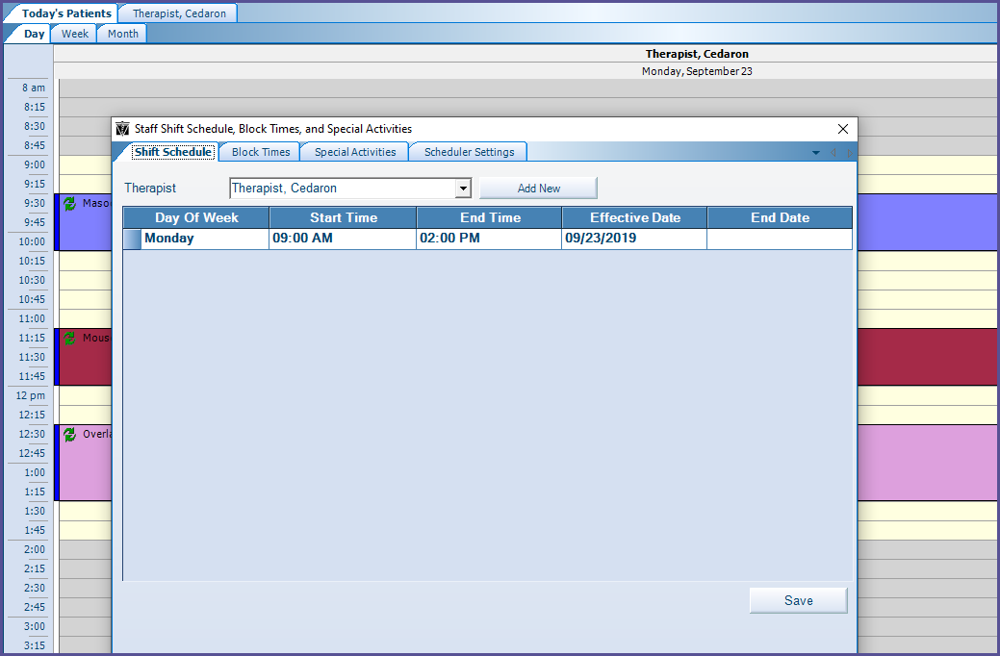 Today's Patients Therapist, Cedaron
Day Week Month
Therapist, Cedaron
Monday, September 23
8 am
8:15
8:30
8:45
9:00
9:15
9:30 Maso
9:45
10:00
10:15
10:30
10:45
11:00
11:15 Mous
11:30
11:45
12 pm
12:15
12:30 Overla
12:45
1:00
1:15
1:30
1:45
2:00
2:15
2:30
2:45
3:00
3:15
Staff Shift Schedule, Block Times, and Special Activities
Shift Schedule Block Times Special Activities Scheduler Settings
Therapist Therapist, Cedaron Add New
Day Of Week Start Time End Time Effective Date End Date
Monday 09:00 AM 02:00 PM 09/23/2019
Save